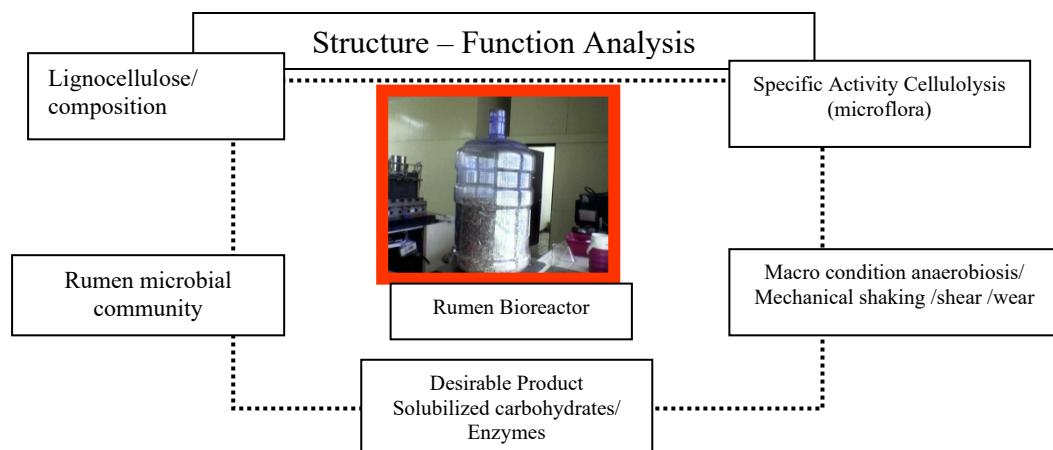 Structure – Function Analysis
Lignocellulose/
composition
Specific Activity Cellulolysis
(microflora)
Rumen microbial
community
Rumen Bioreactor
Macro condition anaerobiosis/
Mechanical shaking /shear /wear
Desirable Product
Solubilized carbohydrates/
Enzymes